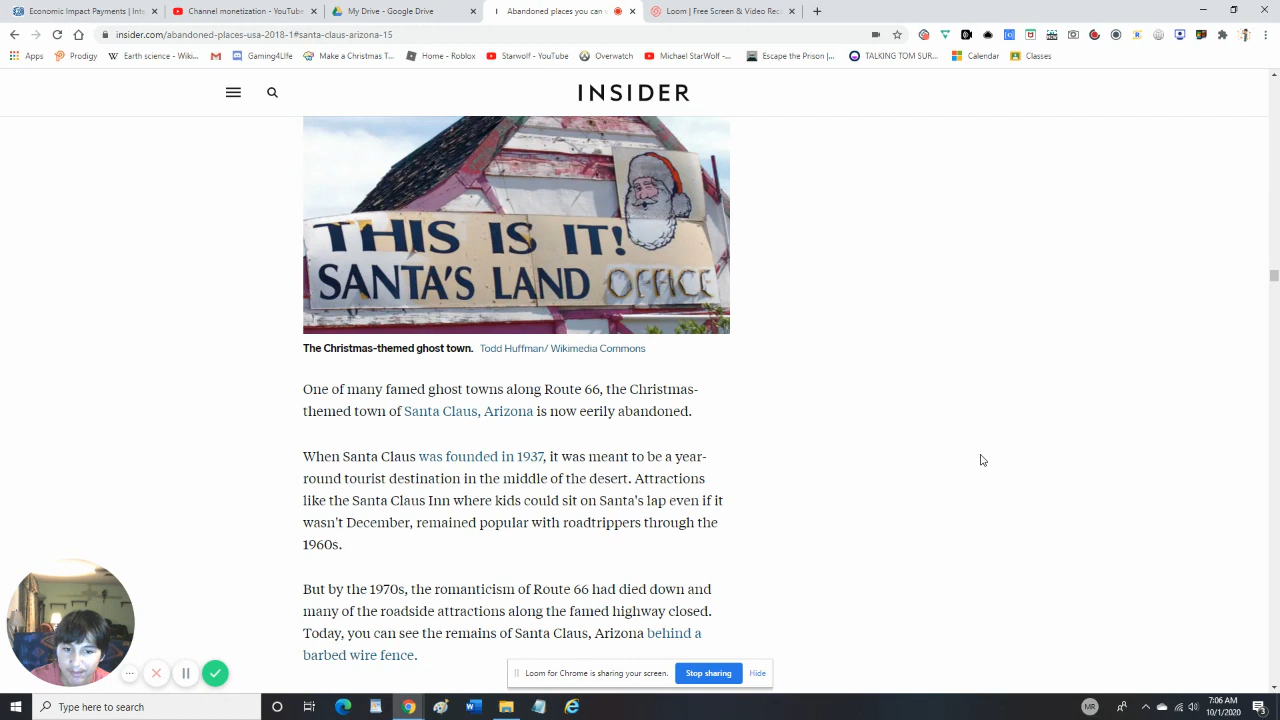 Economic Impact Payments | Inte
Channel monetization - YouTube
My Drive - Google Drive
Abandoned places you can v
Loom | Free Screen & Video Rec
insider.com/abandoned-places-usa-2018-1#santa-claus-arizona-15
Apps
Prodigy
Earth science - Wiki...
GamingAllfe
Make a Christmas T...
Home - Roblox
Starwolf - YouTube
Overwatch
Michael StarWolf -...
Escape the Prison |...
TALKING TOM SUR...
Calendar
Classes
INSIDER
THIS IS IT!
SANTA'S LAND OFFICE
The Christmas-themed ghost town. Todd Huffman/ Wikimedia Commons
One of many famed ghost towns along Route 66, the Christmas-
themed town of Santa Claus, Arizona is now eerily abandoned.
When Santa Claus was founded in 1937, it was meant to be a year-
round tourist destination in the middle of the desert. Attractions
like the Santa Claus Inn where kids could sit on Santa's lap even if it
wasn't December, remained popular with roadtrippers through the
1960s.
But by the 1970s, the romanticism of Route 66 had died down and
many of the roadside attractions along the famed highway closed.
Today, you can see the remains of Santa Claus, Arizona behind a
barbed wire fence.
Loom for Chrome is sharing your screen.
Stop sharing
Hide
Type here to search
MR
7:06 AM
10/1/2020